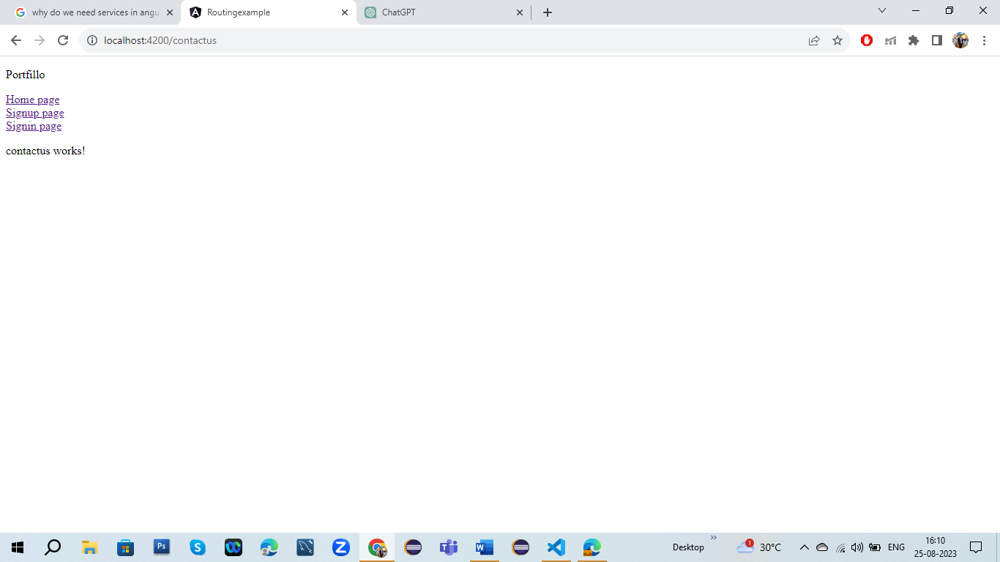 why do we need services in angu
Routingexample
ChatGPT
localhost:4200/contactus
Portfillo
Home page
Signup page
Signin page
contactus works!
Ps
Desktop
1
30°C
ENG
16:10
25-08-2023